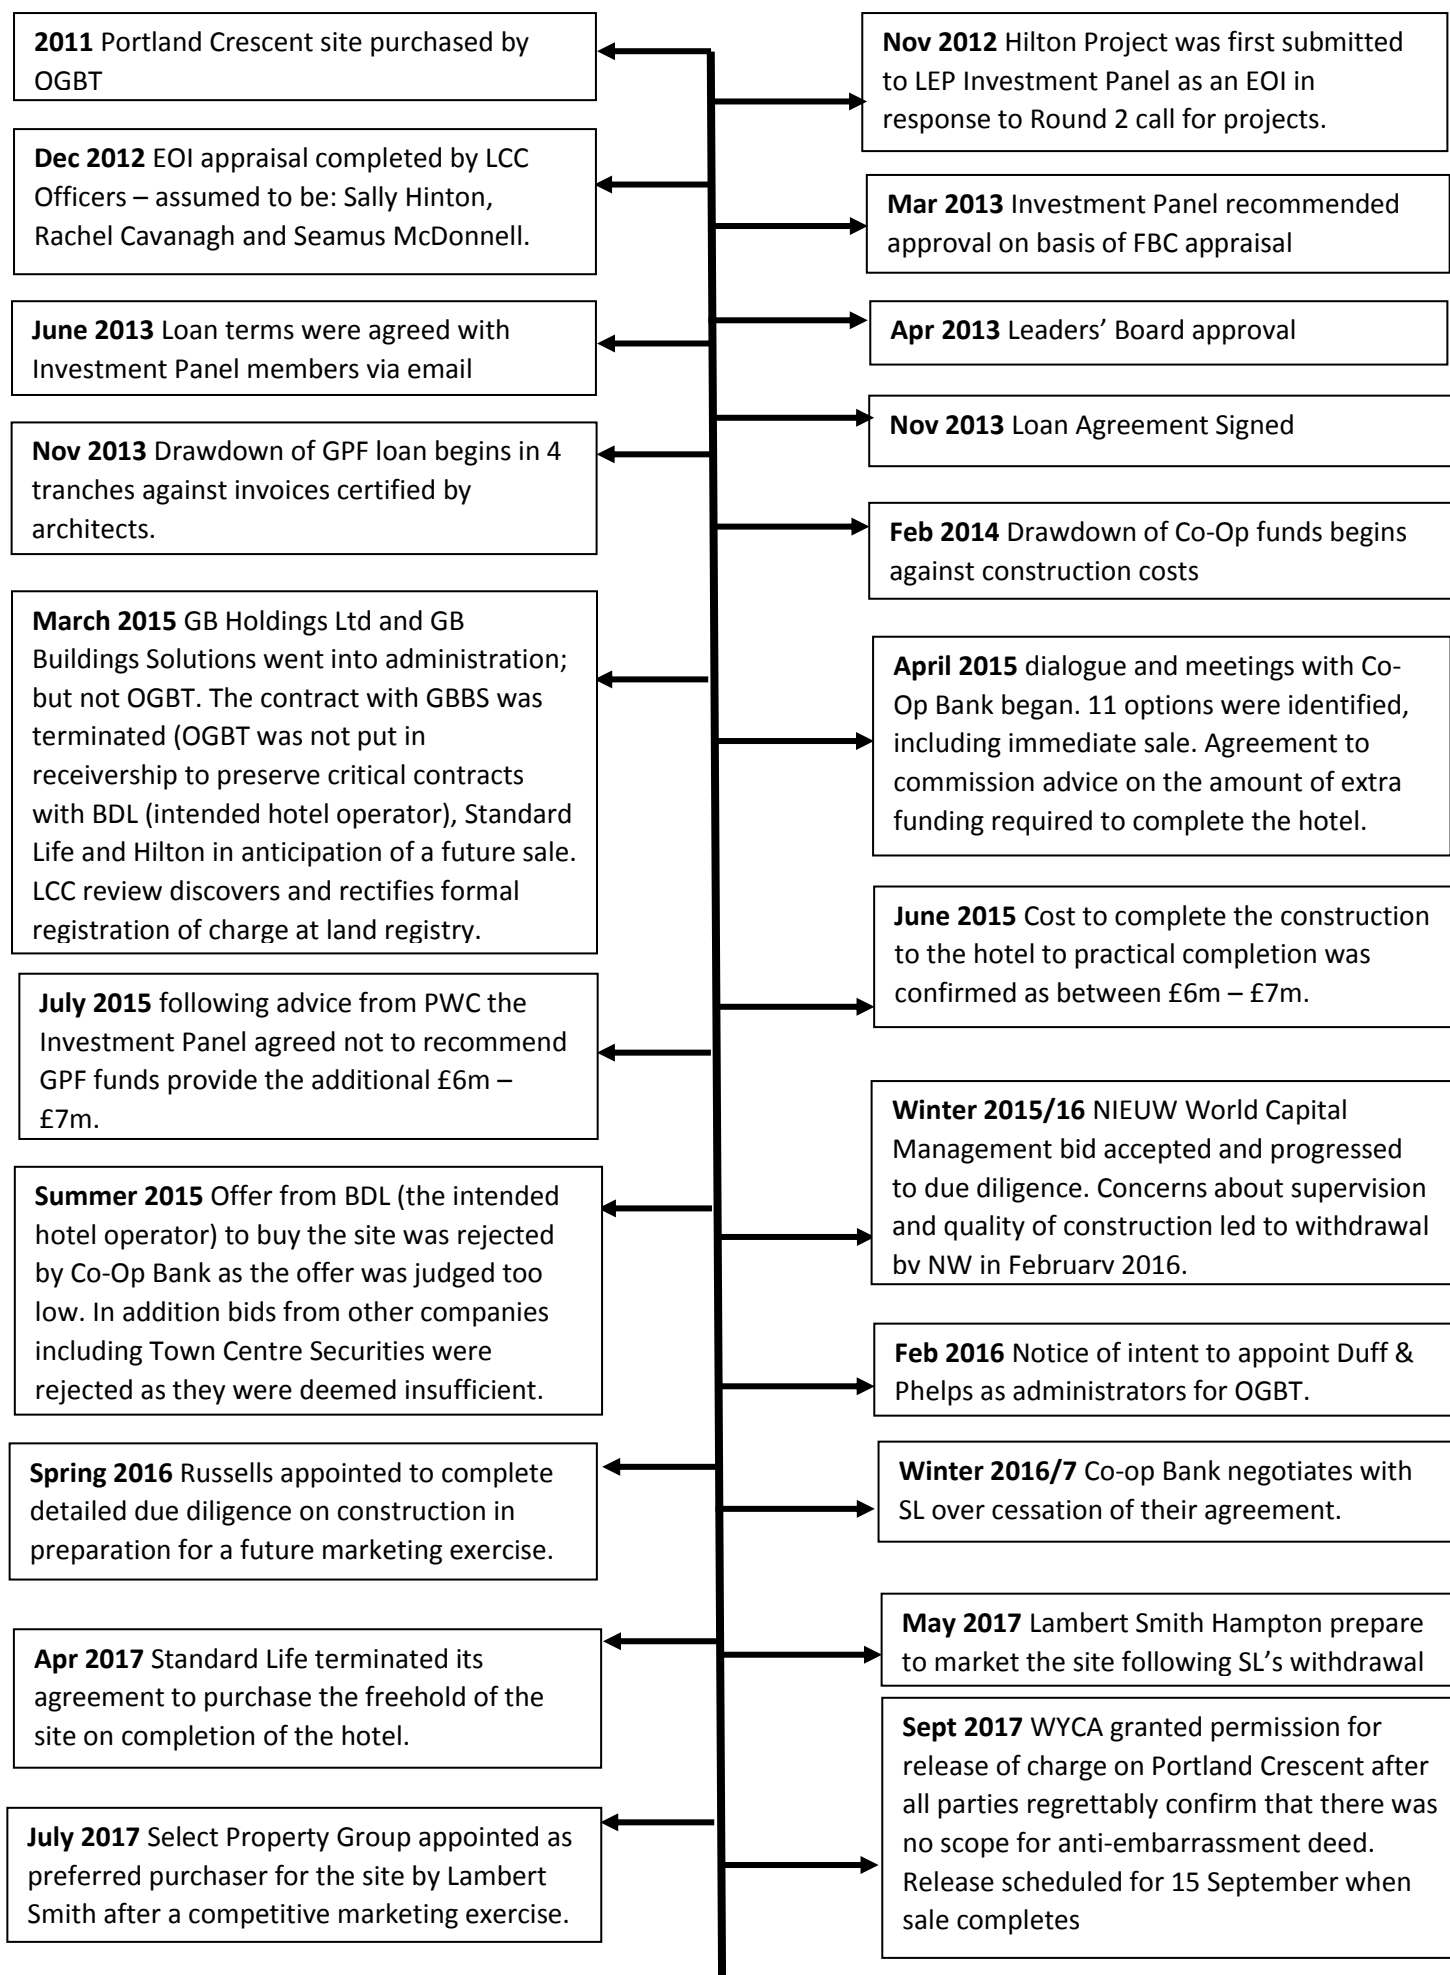 2011 Portland Crescent site purchased by
OGBT
Nov 2012 Hilton Project was first submitted
to LEP Investment Panel as an EOI in
response to Round 2 call for projects.
Dec 2012 EOI appraisal completed by LCC
Officers – assumed to be: Sally Hinton,
Rachel Cavanagh and Seamus McDonnell.
Mar 2013 Investment Panel recommended
approval on basis of FBC appraisal
June 2013 Loan terms were agreed with
Investment Panel members via email
Apr 2013 Leaders’ Board approval
Nov 2013 Loan Agreement Signed
Nov 2013 Drawdown of GPF loan begins in 4
tranches against invoices certified by
architects.
Feb 2014 Drawdown of Co-Op funds begins
against construction costs
March 2015 GB Holdings Ltd and GB
Buildings Solutions went into administration;
but not OGBT. The contract with GBBS was
terminated (OGBT was not put in
receivership to preserve critical contracts
with BDL (intended hotel operator), Standard
Life and Hilton in anticipation of a future sale.
LCC review discovers and rectifies formal
registration of charge at land registry.
April 2015 dialogue and meetings with Co-
Op Bank began. 11 options were identified,
including immediate sale. Agreement to
commission advice on the amount of extra
funding required to complete the hotel.
June 2015 Cost to complete the construction
to the hotel to practical completion was
confirmed as between £6m – £7m.
July 2015 following advice from PWC the
Investment Panel agreed not to recommend
GPF funds provide the additional £6m –
£7m.
Winter 2015/16 NIEUW World Capital
Management bid accepted and progressed
to due diligence. Concerns about supervision
and quality of construction led to withdrawal
by NW in February 2016.
Summer 2015 Offer from BDL (the intended
hotel operator) to buy the site was rejected
by Co-Op Bank as the offer was judged too
low. In addition bids from other companies
including Town Centre Securities were
rejected as they were deemed insufficient.
Feb 2016 Notice of intent to appoint Duff &
Phelps as administrators for OGBT.
Spring 2016 Russells appointed to complete
detailed due diligence on construction in
preparation for a future marketing exercise.
Winter 2016/7 Co-op Bank negotiates with
SL over cessation of their agreement.
Apr 2017 Standard Life terminated its
agreement to purchase the freehold of the
site on completion of the hotel.
May 2017 Lambert Smith Hampton prepare
to market the site following SL’s withdrawal
Sept 2017 WYCA granted permission for
release of charge on Portland Crescent after
all parties regrettably confirm that there was
no scope for anti-embarrassment deed.
Release scheduled for 15 September when
sale completes
July 2017 Select Property Group appointed as
preferred purchaser for the site by Lambert
Smith after a competitive marketing exercise.